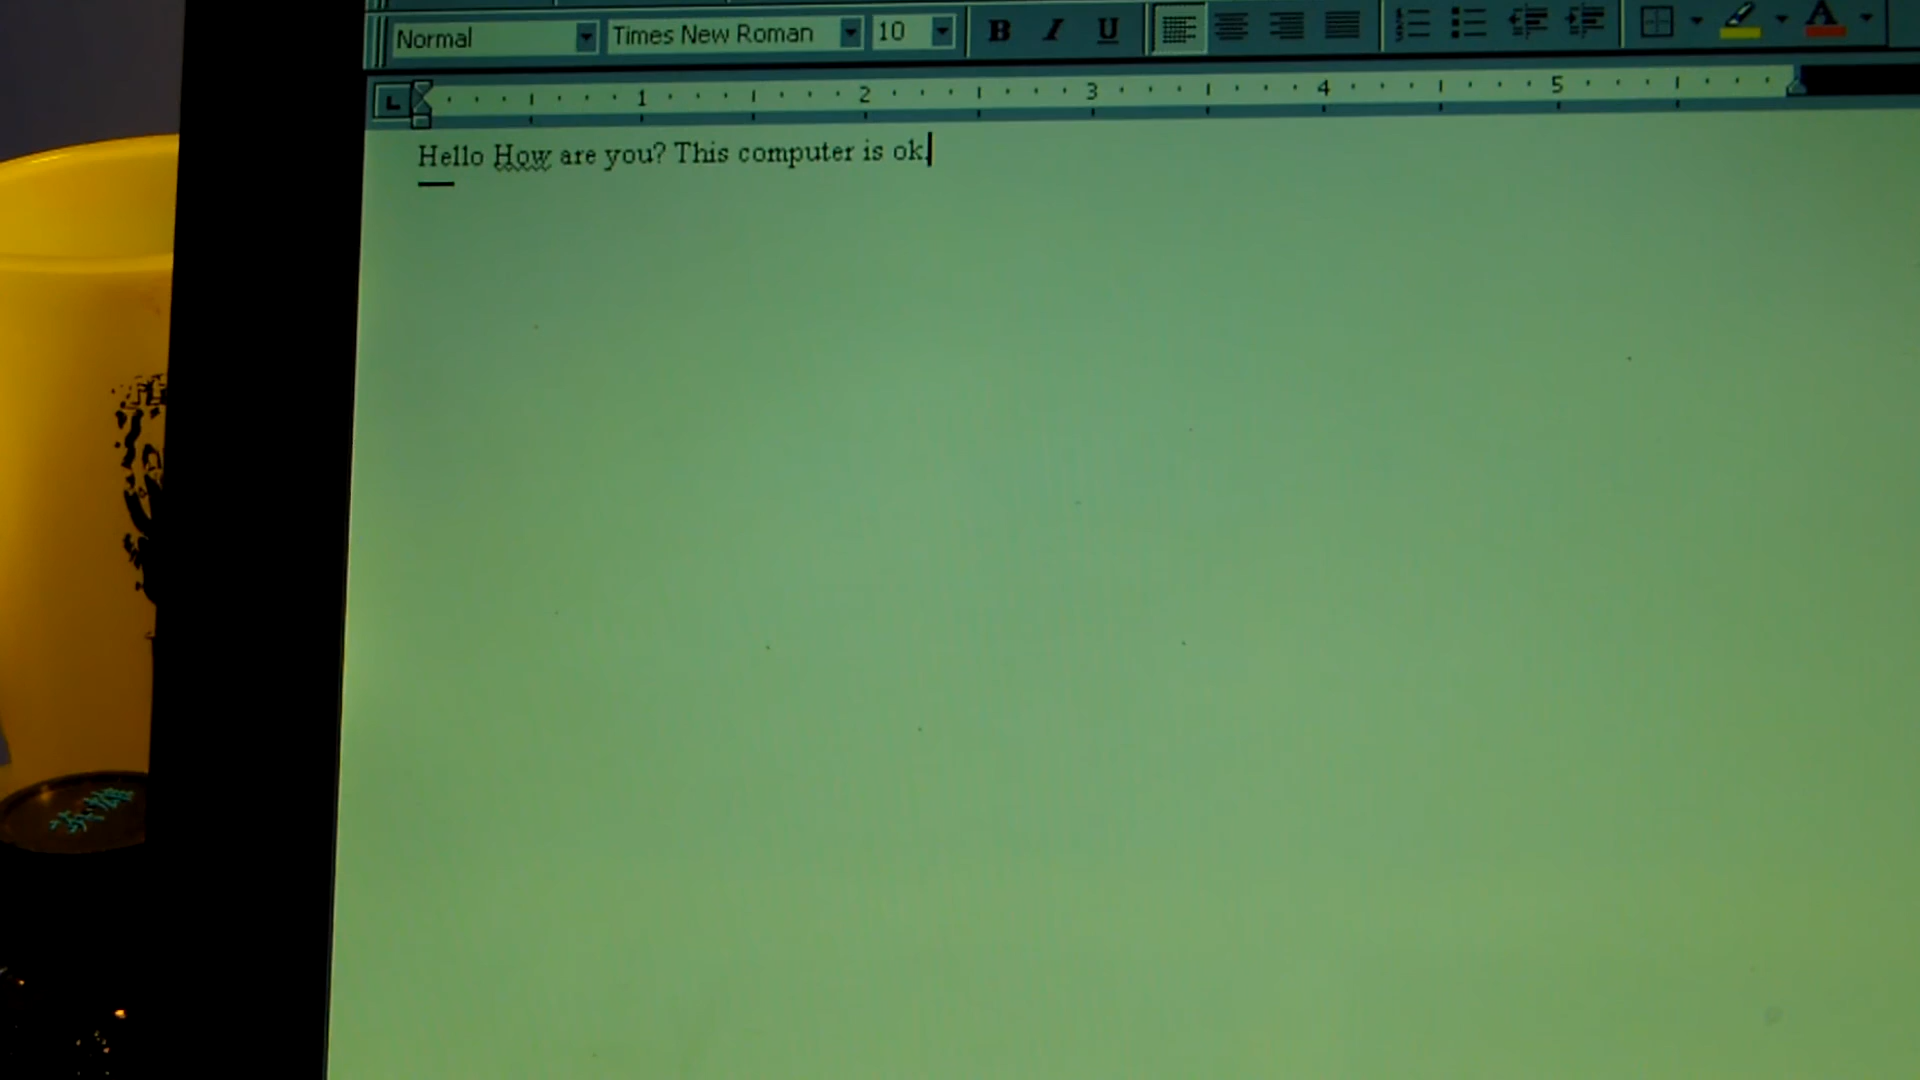 Normal Times New Roman 10 B I U A
L 1 2 3 4 5
Hello How are you? This computer is ok.